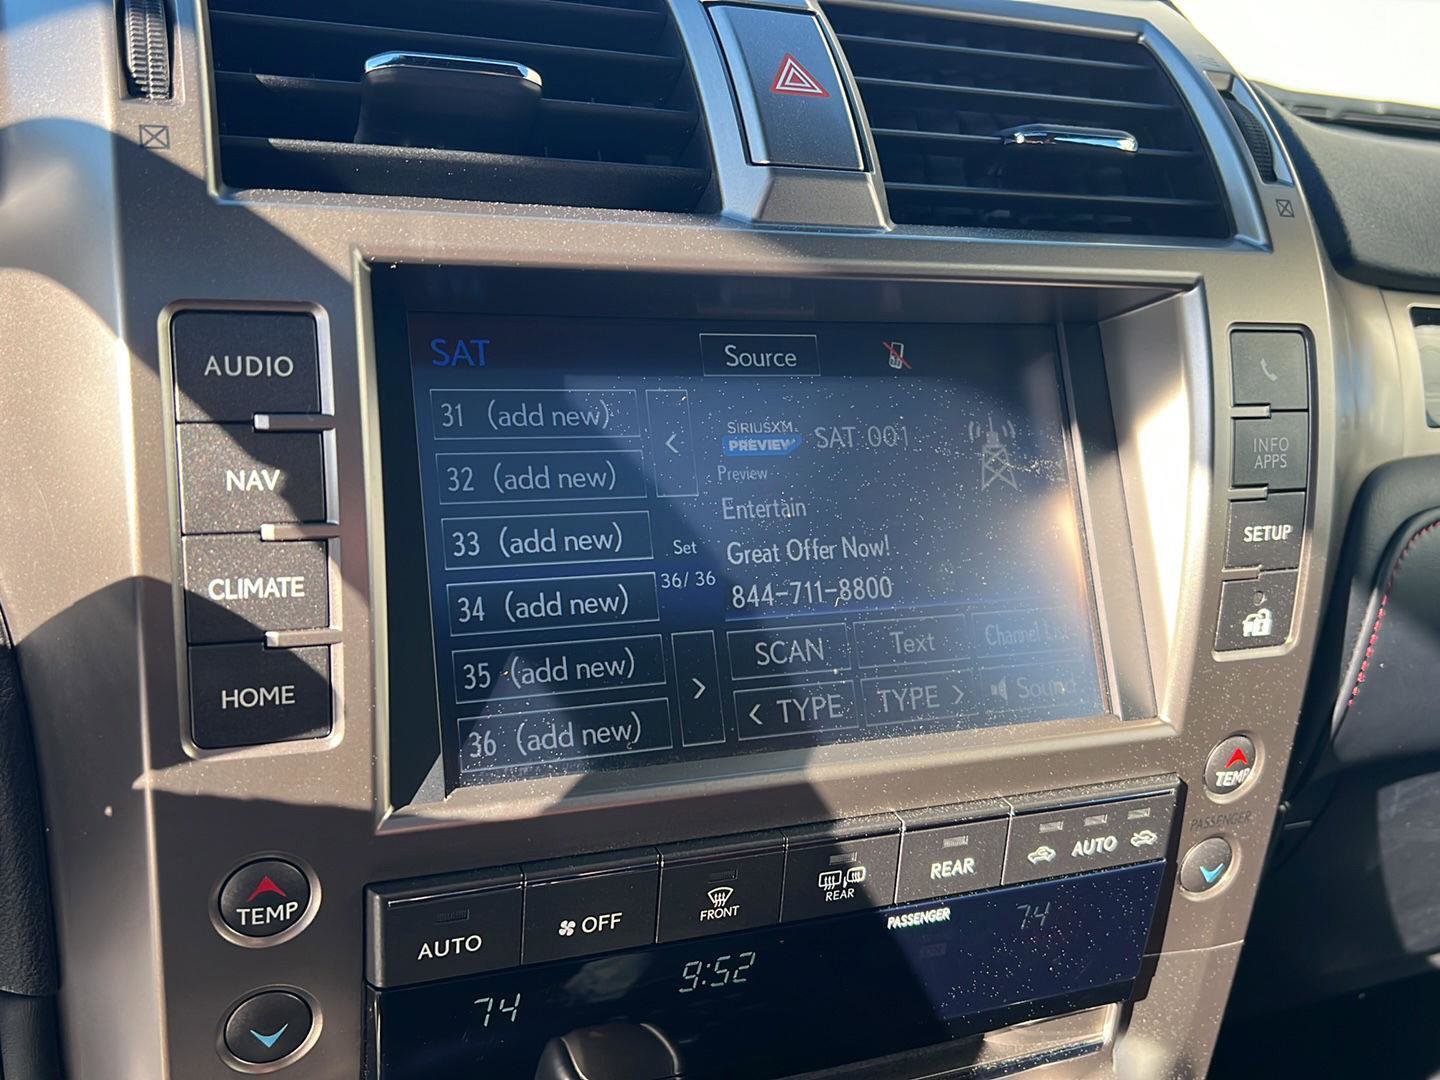 AUDIO
NAV
CLIMATE
HOME
SAT
Source
31 (add new)
32 (add new)
33 (add new)
34 (add new)
35 (add new)
36 (add new)
<
Set
36/36
>
SIRIUSXM
PREVIEW
SAT 001
Preview
Entertain
Great Offer Now!
844-711-8800
SCAN
Text
Channel
< TYPE
TYPE >
Sound
INFO
APPS
SETUP
TEMP
PASSENGER
TEMP
AUTO
OFF
FRONT
REAR
REAR
AUTO
PASSENGER
74
9:52
74